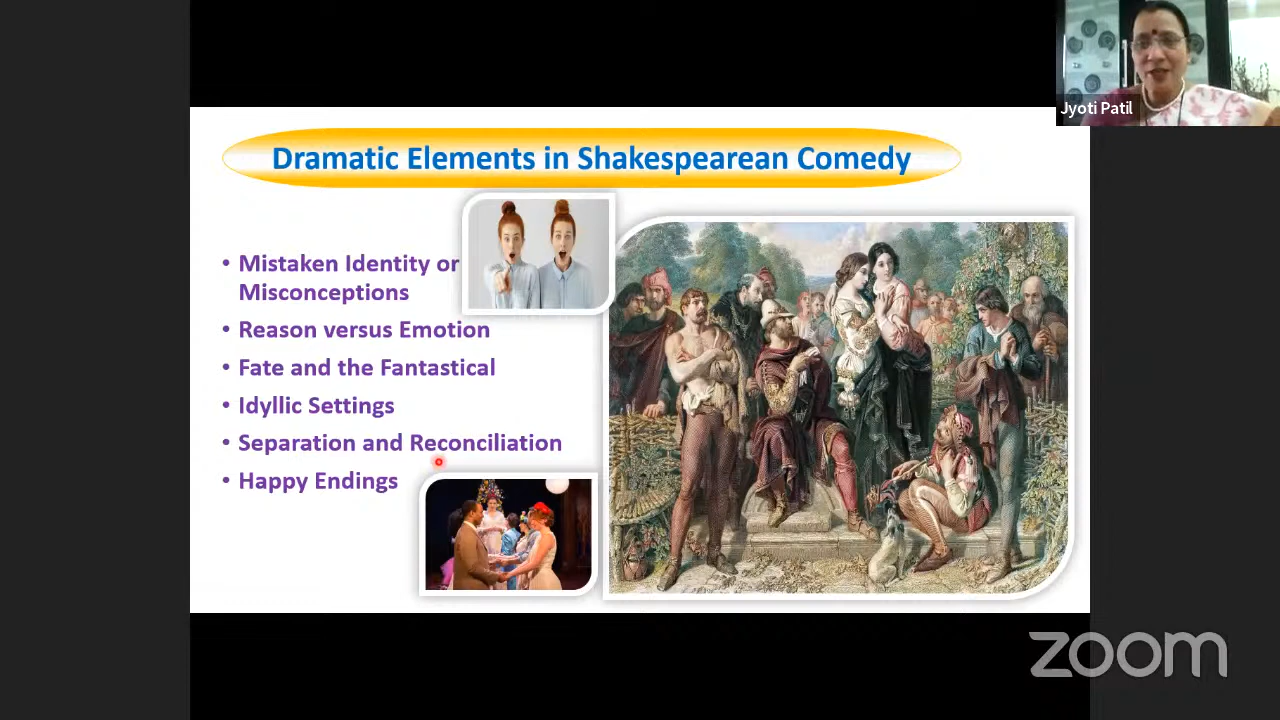 Jyoti Patil
Dramatic Elements in Shakespearean Comedy
• Mistaken Identity or
Misconceptions
• Reason versus Emotion
• Fate and the Fantastical
• Idyllic Settings
• Separation and Reconciliation
• Happy Endings
zoom